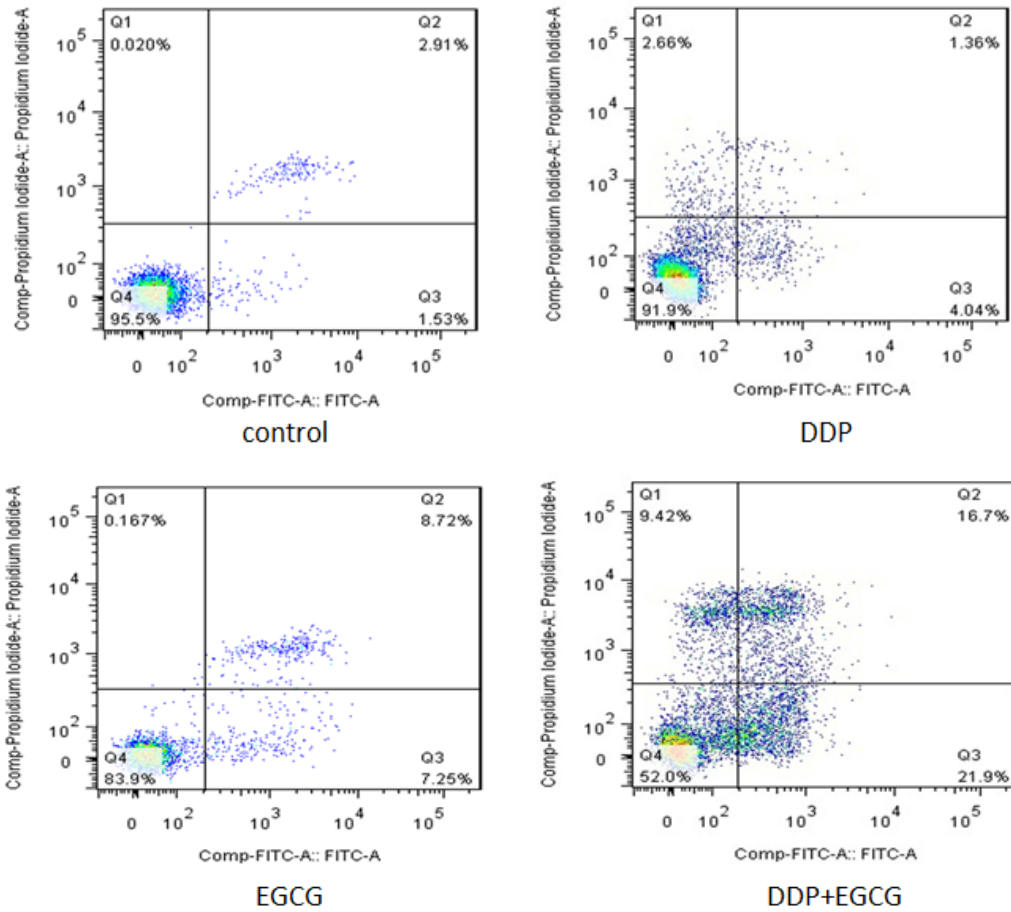 Comp-Propidium Iodide-A:: Propidium Iodide-A
Q1
0.020%
Q2
2.91%
10^5
10^4
10^3
10^2
0
Q4
95.5%
Q3
1.53%
0 10^2 10^3 10^4 10^5
Comp-FITC-A:: FITC-A
control
Comp-Propidium Iodide-A:: Propidium Iodide-A
Q1
2.66%
Q2
1.36%
10^5
10^4
10^3
10^2
0
Q4
91.9%
Q3
4.04%
0 10^2 10^3 10^4 10^5
Comp-FITC-A:: FITC-A
DDP
Comp-Propidium Iodide-A:: Propidium Iodide-A
Q1
0.167%
Q2
8.72%
10^5
10^4
10^3
10^2
0
Q4
83.9%
Q3
7.25%
0 10^2 10^3 10^4 10^5
Comp-FITC-A:: FITC-A
EGCG
Comp-Propidium Iodide-A:: Propidium Iodide-A
Q1
9.42%
Q2
16.7%
10^5
10^4
10^3
10^2
0
Q4
52.0%
Q3
21.9%
0 10^2 10^3 10^4 10^5
Comp-FITC-A:: FITC-A
DDP+EGCG